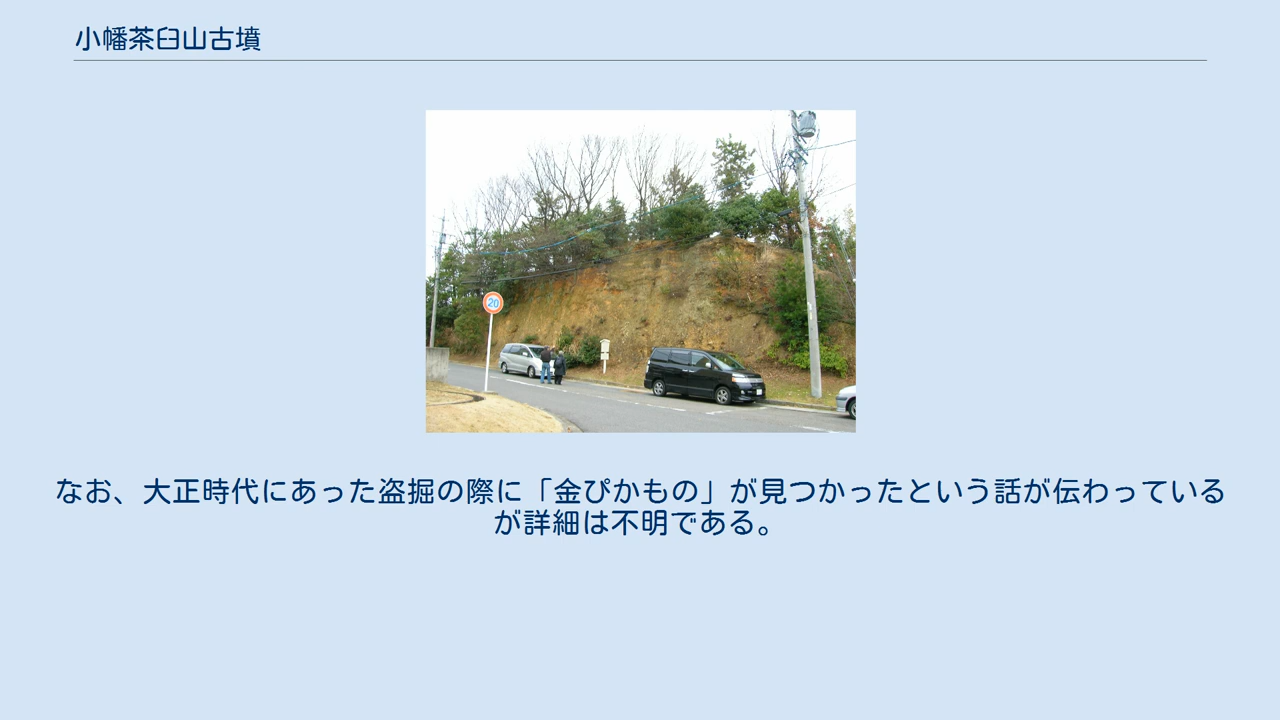 小幡茶臼山古墳
20
なお、大正時代にあった盗掘の際に「金ぴかもの」が見つかったという話が伝わっている
が詳細は不明である。